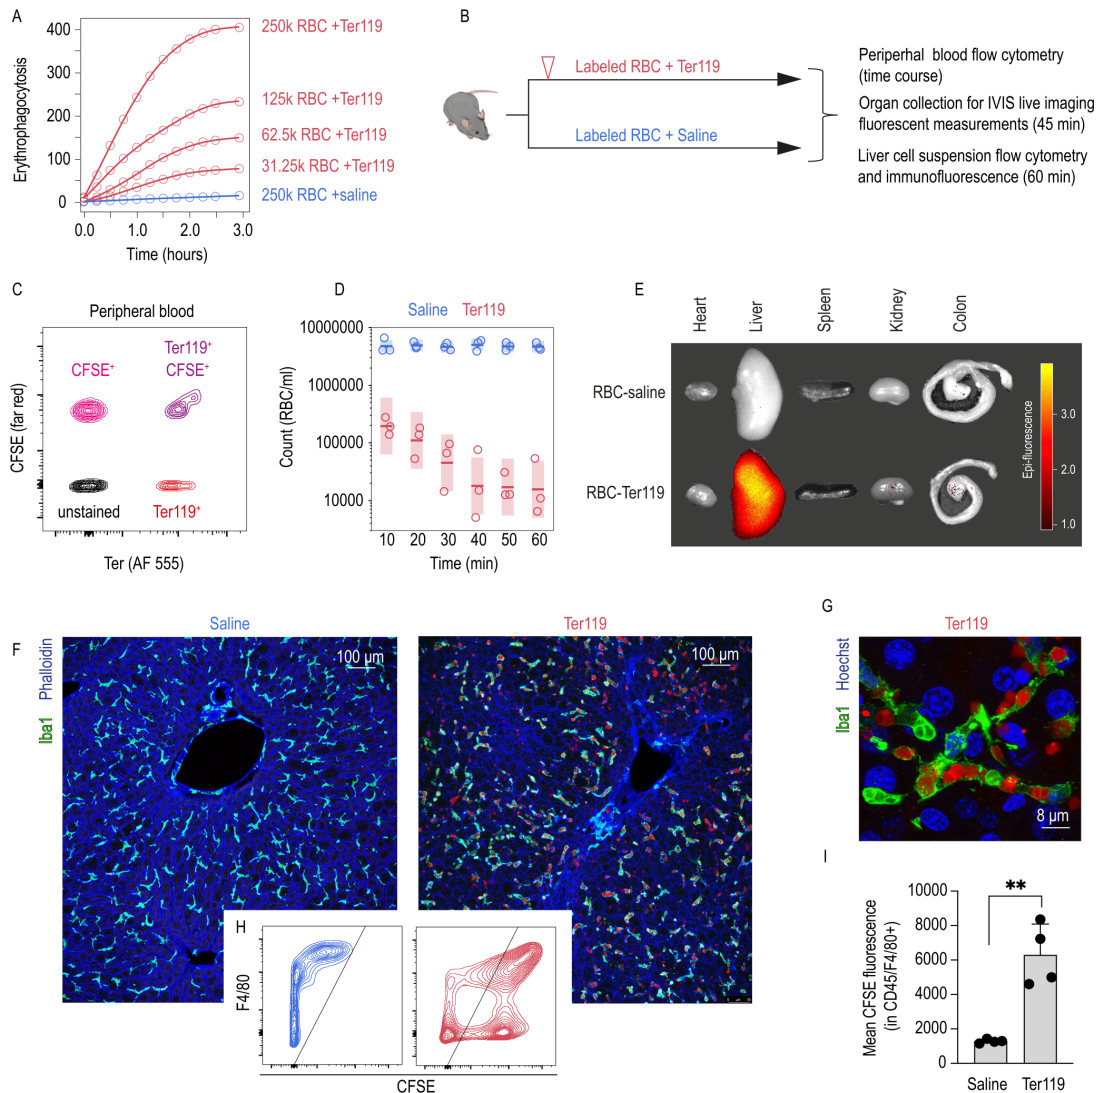 A
400
300
200
100
0
0.0
1.0
2.0
3.0
Erythrophagocytosis
Time (hours)
250k RBC +Ter119
125k RBC +Ter119
62.5k RBC +Ter119
31.25k RBC +Ter119
250k RBC +saline
B
Labeled RBC + Ter119
Labeled RBC + Saline
Periperhal blood flow cytometry
(time course)
Organ collection for IVIS live imaging
fluorescent measurements (45 min)
Liver cell suspension flow cytometry
and immunofluorescence (60 min)
C
Peripheral blood
CFSE (far red)
CFSE+
Ter119+
CFSE+
unstained
Ter119+
Ter (AF 555)
D
Saline
Ter119
Count (RBC/ml)
10000000
1000000
100000
10000
10
20
30
40
50
60
Time (min)
E
Heart
Liver
Spleen
Kidney
Colon
RBC-saline
RBC-Ter119
Epi-fluorescence
3.0
2.0
1.0
F
Iba1 Phalloidin
Saline
100 µm
Ter119
100 µm
G
Iba1 Hoechst
Ter119
8 µm
H
F4/80
CFSE
I
Mean CFSE fluorescence
(in CD45/F4/80+)
10000
8000
6000
4000
2000
0
**
Saline
Ter119